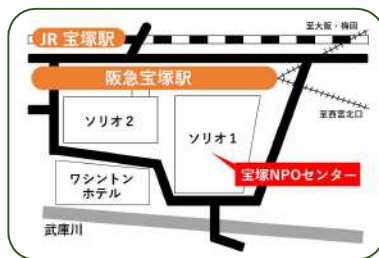 JR 宝塚駅
至大阪・梅田
阪急宝塚駅
至西宮北口
ソリオ2
ソリオ1
宝塚NPOセンター
ワシントン
ホテル
武庫川